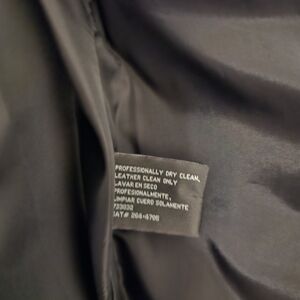 PROFESSIONALLY DRY CLEAN,
LEATHER CLEAN ONLY
LAVAR EN SECO
PROFESIONALMENTE,
LIMPIAR CUERO SOLAMENTE